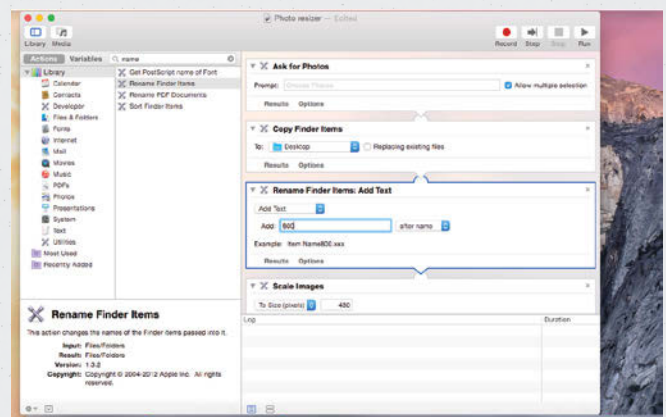 Photo resizer — Edited
Library Media
Record Step Stop Run
Actions Variables name
Library
Calendar
Contacts
Developer
Files & Folders
Fonts
Internet
Mail
Movies
Music
PDFs
Photos
Presentations
System
Text
Utilities
Most Used
Recently Added
Get PostScript name of Font
Rename Finder Items
Rename PDF Documents
Sort Finder Items
Ask for Photos
Prompt: Choose Photos Allow multiple selection
Results Options
Copy Finder Items
To: Desktop Replacing existing files
Results Options
Rename Finder Items: Add Text
Add Text
Add: 800 after name
Example: Item Name800.xxx
Results Options
Scale Images
To Size (pixels) 480
Log Duration
Rename Finder Items
This action changes the names of the Finder items passed into it.
Input: Files/Folders
Result: Files/Folders
Version: 1.3.2
Copyright: Copyright © 2004-2012 Apple Inc. All rights
reserved.